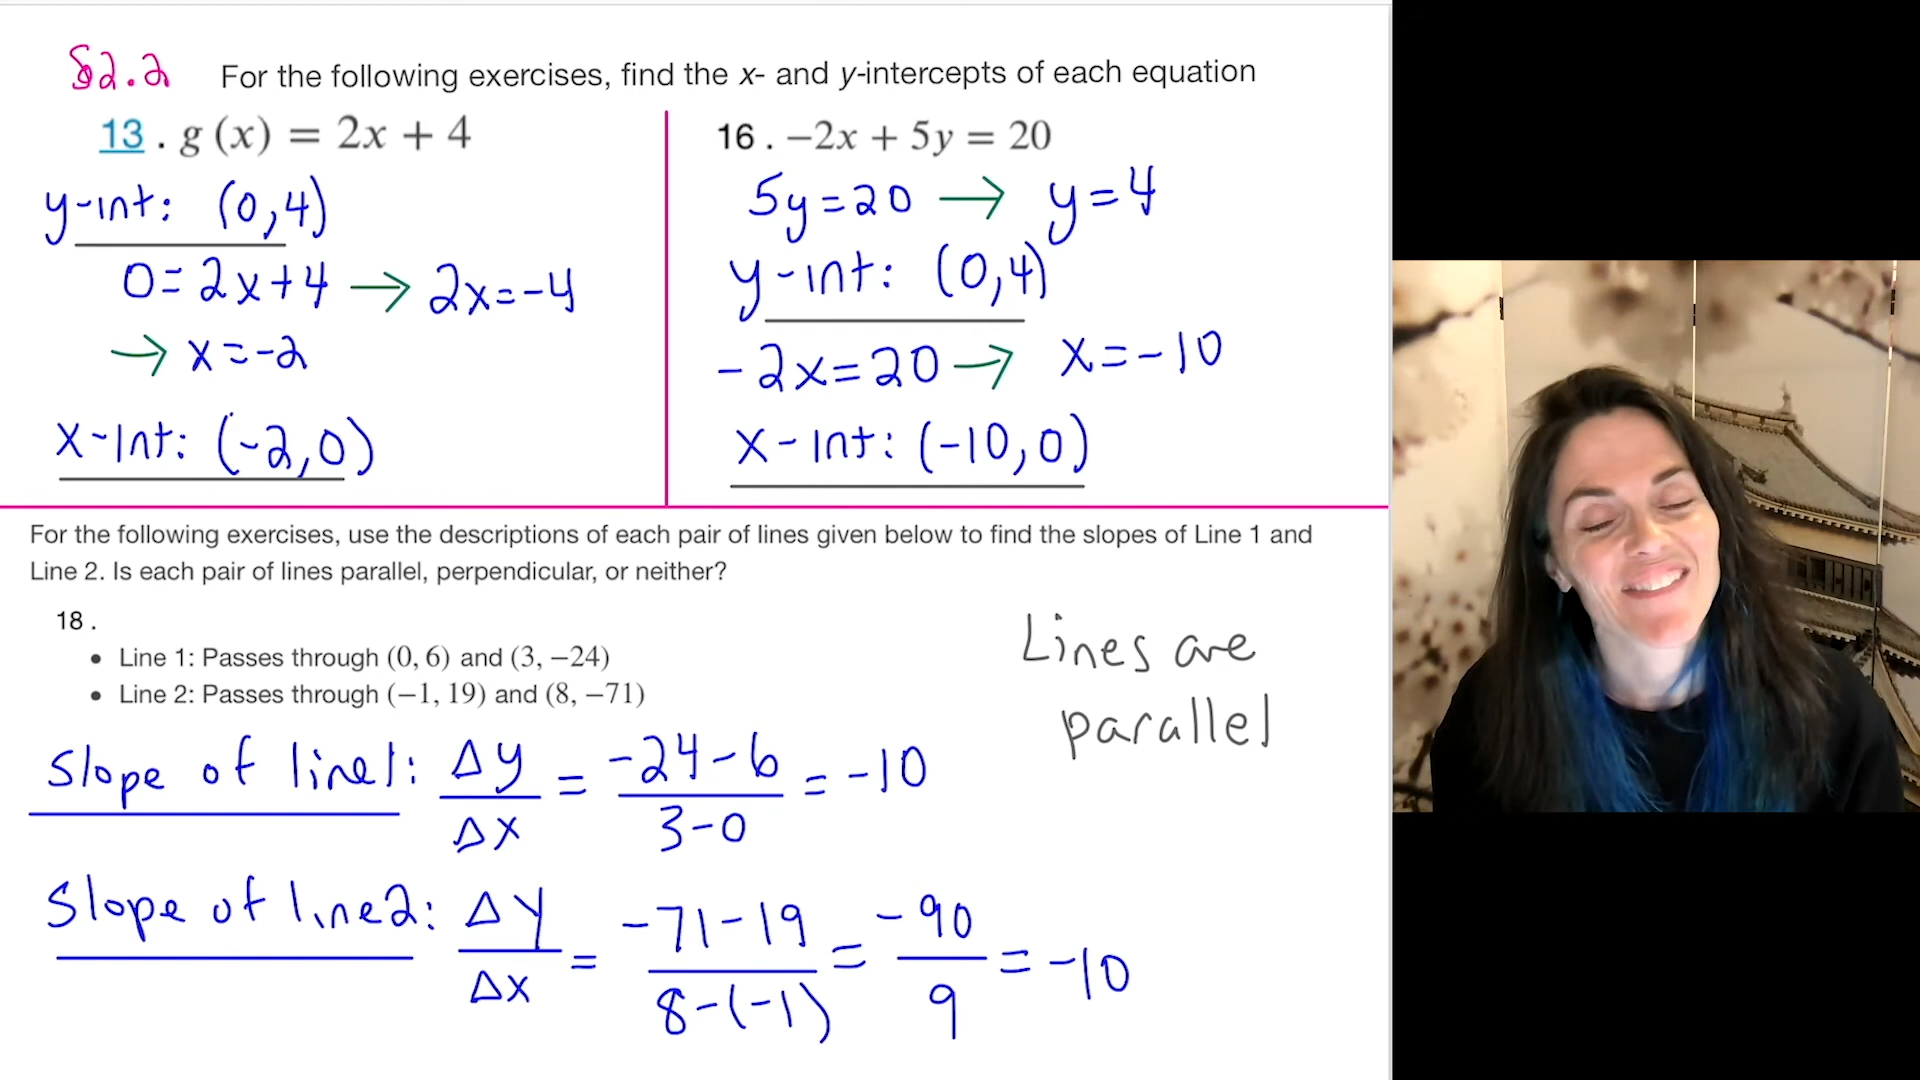 §2.2 For the following exercises, find the x- and y-intercepts of each equation
13 . g (x) = 2x + 4
y-int: (0,4)
0 = 2x+4 → 2x=-4
→ x=-2
x-int: (-2,0)
16 . −2x + 5y = 20
5y=20 → y=4
y-int: (0,4)
-2x=20 → x=-10
x-int: (-10,0)
For the following exercises, use the descriptions of each pair of lines given below to find the slopes of Line 1 and
Line 2. Is each pair of lines parallel, perpendicular, or neither?
18 .
• Line 1: Passes through (0, 6) and (3, −24)
• Line 2: Passes through (−1, 19) and (8, −71)
Lines are
parallel
Slope of line1: Δy/Δx = -24-6/3-0 = -10
Slope of line2: Δy/Δx = -71-19/8-(-1) = -90/9 = -10